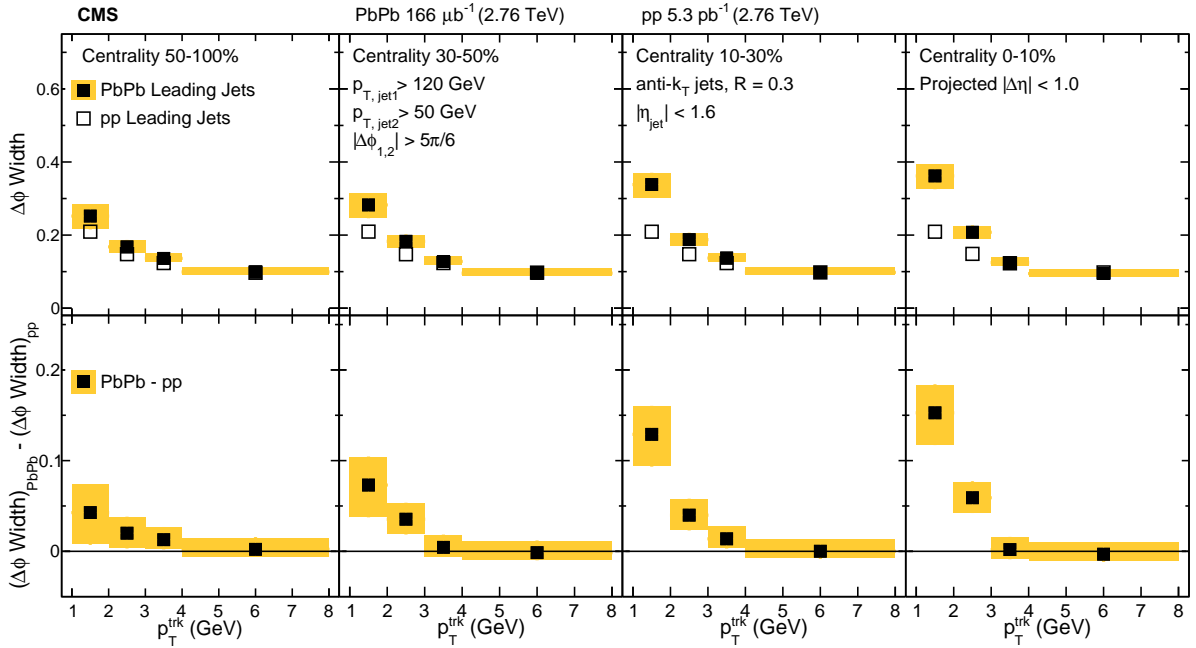 CMS PbPb 166 μb⁻¹ (2.76 TeV) pp 5.3 pb⁻¹ (2.76 TeV)
Centrality 50-100%
PbPb Leading Jets
pp Leading Jets
Centrality 30-50%
p_T, jet1 > 120 GeV
p_T, jet2 > 50 GeV
|Δϕ_1,2| > 5π/6
Centrality 10-30%
anti-k_T jets, R = 0.3
|η_jet| < 1.6
Centrality 0-10%
Projected |Δη| < 1.0
Δϕ Width
0.6
0.4
0.2
0
PbPb - pp
(Δϕ Width)_PbPb - (Δϕ Width)_pp
0.2
0.1
0
1 2 3 4 5 6 7 8
1 2 3 4 5 6 7 8
1 2 3 4 5 6 7 8
1 2 3 4 5 6 7 8
p_T^trk (GeV)
p_T^trk (GeV)
p_T^trk (GeV)
p_T^trk (GeV)